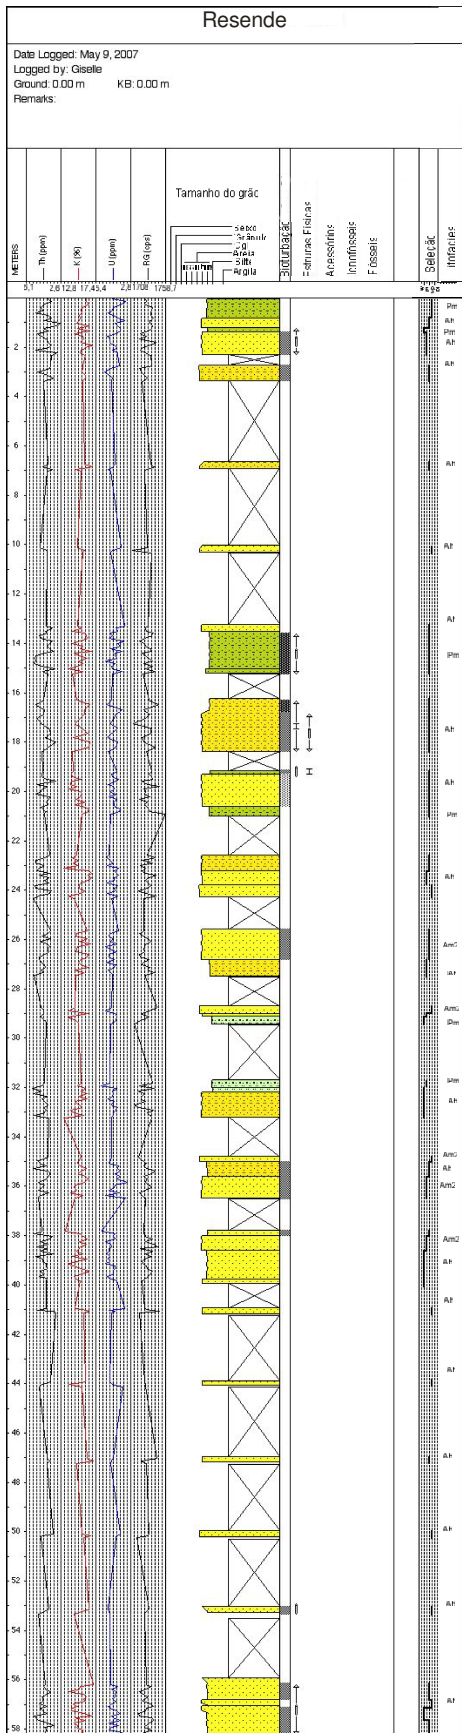 Resende
Date Logged: May 9, 2007
Logged by: Giselle
Ground: 0.00 m KB: 0.00 m
Remarks:
Tamanho do grão
METERS
Th (ppm)
K (%)
U (ppm)
RG (cps)
Seixo
Grânulo
Areia
Silte
Argila
Bioturbação
Estruras Físicas
Acessórios
Icnofósseis
Fósseis
Seleção
litofacies
Pm
Ah
Pm
Ah
2
Ah
4
6
Ah
8
10
Ah
12
Ah
14
Pm
16
Ah
18
Ah
20
Pm
22
Ah
24
26
Am2
Ah
28
Am2
Pm
30
Pm
32
Ah
34
Am2
Ah
36
Am2
38
Am2
Ah
40
Ah
42
Ah
44
46
Ah
48
50
Ah
52
Ah
54
56
Ah
58